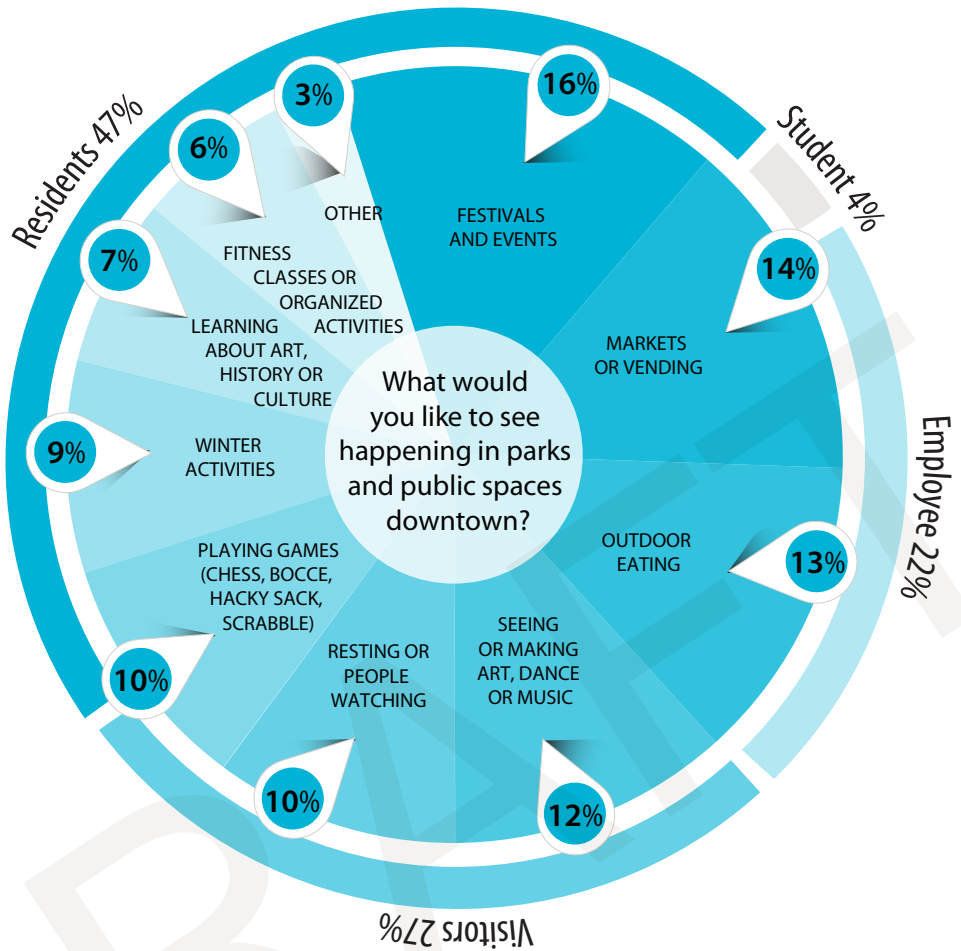 What would
you like to see
happening in parks
and public spaces
downtown?
16%
FESTIVALS
AND EVENTS
14%
MARKETS
OR VENDING
13%
OUTDOOR
EATING
12%
SEEING
OR MAKING
ART, DANCE
OR MUSIC
10%
RESTING OR
PEOPLE
WATCHING
10%
PLAYING GAMES
(CHESS, BOCCE,
HACKY SACK,
SCRABBLE)
9%
WINTER
ACTIVITIES
7%
LEARNING
ABOUT ART,
HISTORY OR
CULTURE
6%
FITNESS
CLASSES OR
ORGANIZED
ACTIVITIES
3%
OTHER
Residents 47%
Student 4%
Employee 22%
Visitors 27%
DRAFT